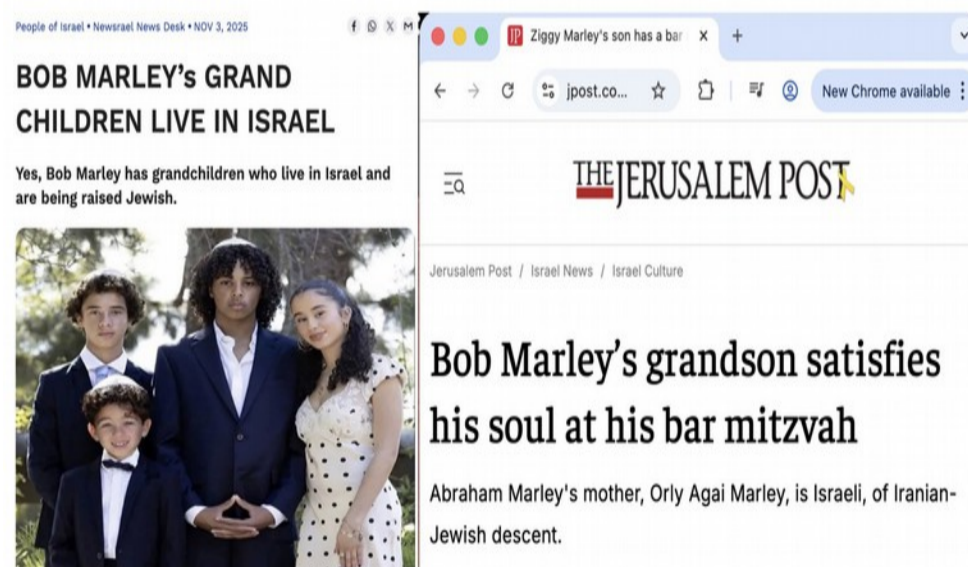 People of Israel • Newsrael News Desk • NOV 3, 2025
BOB MARLEY's GRAND
CHILDREN LIVE IN ISRAEL
Yes, Bob Marley has grandchildren who live in Israel and
are being raised Jewish.
JP Ziggy Marley's son has a bar
jpost.co...
New Chrome available
THE JERUSALEM POST
Jerusalem Post / Israel News / Israel Culture
Bob Marley's grandson satisfies
his soul at his bar mitzvah
Abraham Marley's mother, Orly Agai Marley, is Israeli, of Iranian-
Jewish descent.